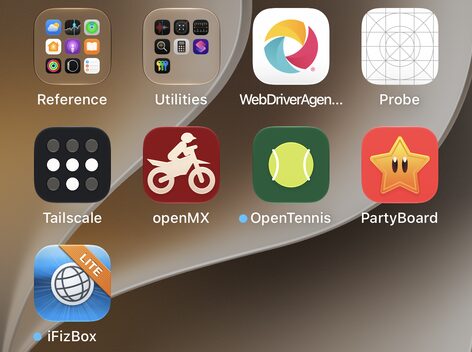 Reference
Utilities
WebDriverAgen...
Probe
Tailscale
openMX
OpenTennis
PartyBoard
LITE
iFizBox